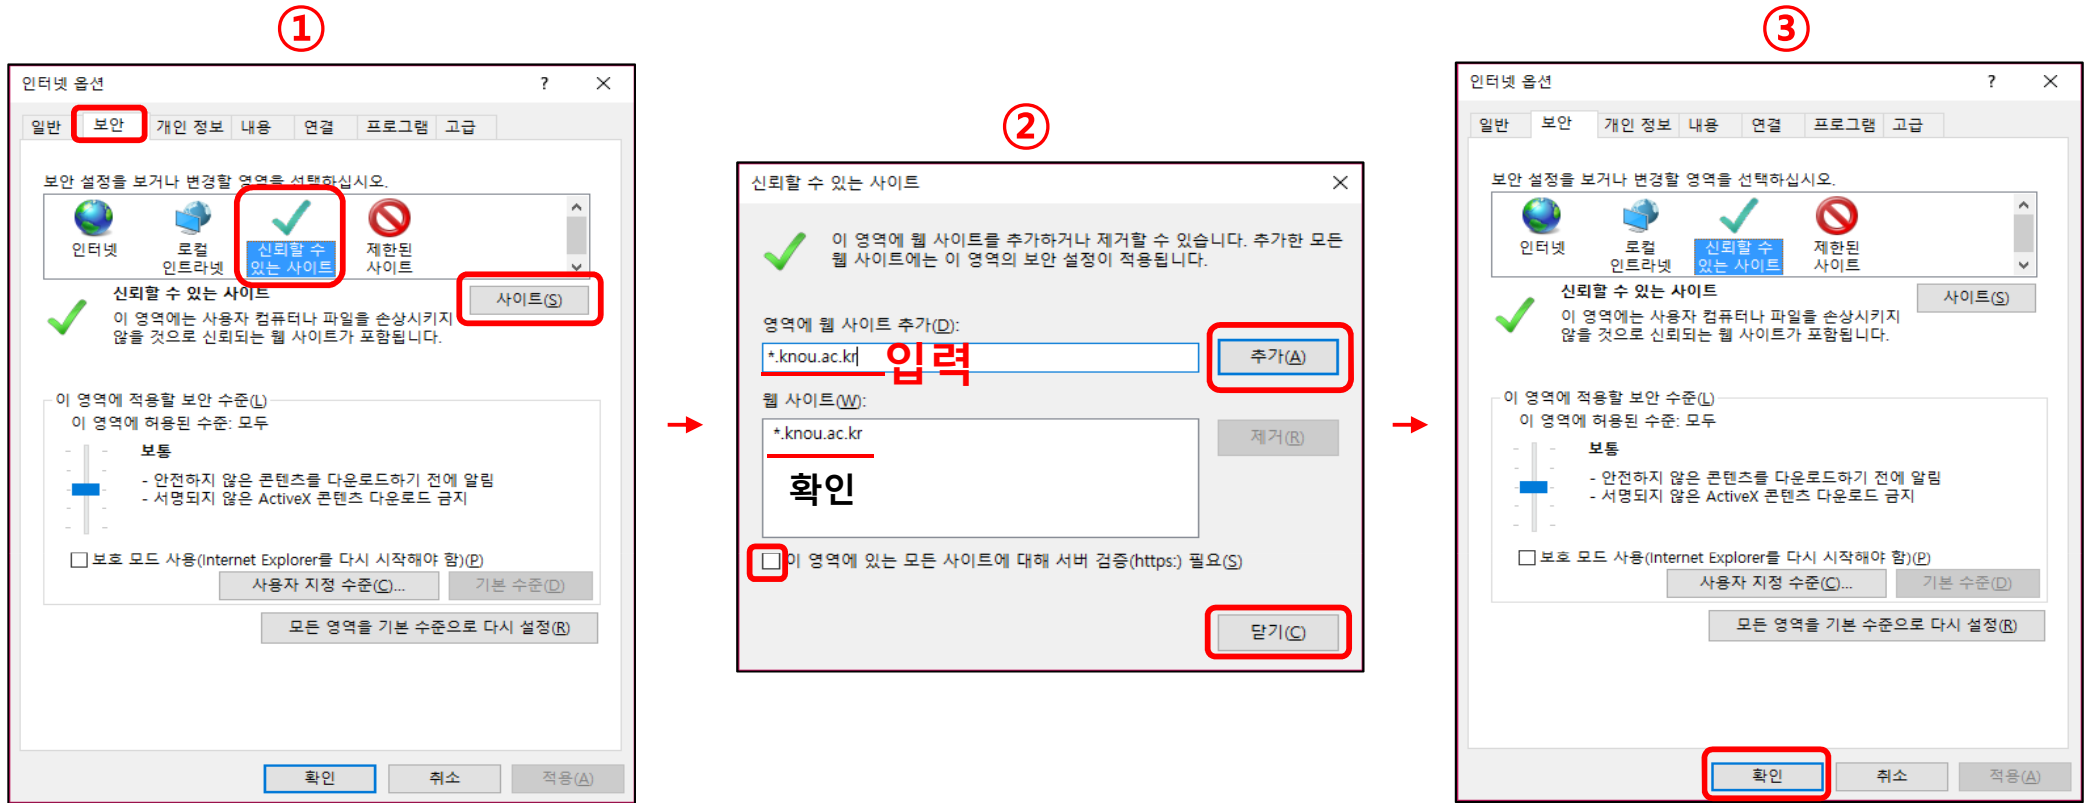 ①
인터넷 옵션 ?
일반 보안 개인 정보 내용 연결 프로그램 고급
보안 설정을 보거나 변경할 영역을 선택하십시오.
인터넷
로컬
인트라넷
신뢰할 수
있는 사이트
제한된
사이트
신뢰할 수 있는 사이트
사이트(S)
이 영역에는 사용자 컴퓨터나 파일을 손상시키지
않을 것으로 신뢰되는 웹 사이트가 포함됩니다.
이 영역에 적용할 보안 수준(L)
이 영역에 허용된 수준: 모두
보통
- 안전하지 않은 콘텐츠를 다운로드하기 전에 알림
- 서명되지 않은 ActiveX 콘텐츠 다운로드 금지
보호 모드 사용(Internet Explorer를 다시 시작해야 함)(P)
사용자 지정 수준(C)... 기본 수준(D)
모든 영역을 기본 수준으로 다시 설정(R)
확인 취소 적용(A)
②
신뢰할 수 있는 사이트
이 영역에 웹 사이트를 추가하거나 제거할 수 있습니다. 추가한 모든
웹 사이트에는 이 영역의 보안 설정이 적용됩니다.
영역에 웹 사이트 추가(D):
*.knou.ac.kr 입력 추가(A)
웹 사이트(W):
*.knou.ac.kr 제거(R)
확인
이 영역에 있는 모든 사이트에 대해 서버 검증(https:) 필요(S)
닫기(C)
③
인터넷 옵션 ?
일반 보안 개인 정보 내용 연결 프로그램 고급
보안 설정을 보거나 변경할 영역을 선택하십시오.
인터넷
로컬
인트라넷
신뢰할 수
있는 사이트
제한된
사이트
신뢰할 수 있는 사이트
사이트(S)
이 영역에는 사용자 컴퓨터나 파일을 손상시키지
않을 것으로 신뢰되는 웹 사이트가 포함됩니다.
이 영역에 적용할 보안 수준(L)
이 영역에 허용된 수준: 모두
보통
- 안전하지 않은 콘텐츠를 다운로드하기 전에 알림
- 서명되지 않은 ActiveX 콘텐츠 다운로드 금지
보호 모드 사용(Internet Explorer를 다시 시작해야 함)(P)
사용자 지정 수준(C)... 기본 수준(D)
모든 영역을 기본 수준으로 다시 설정(R)
확인 취소 적용(A)